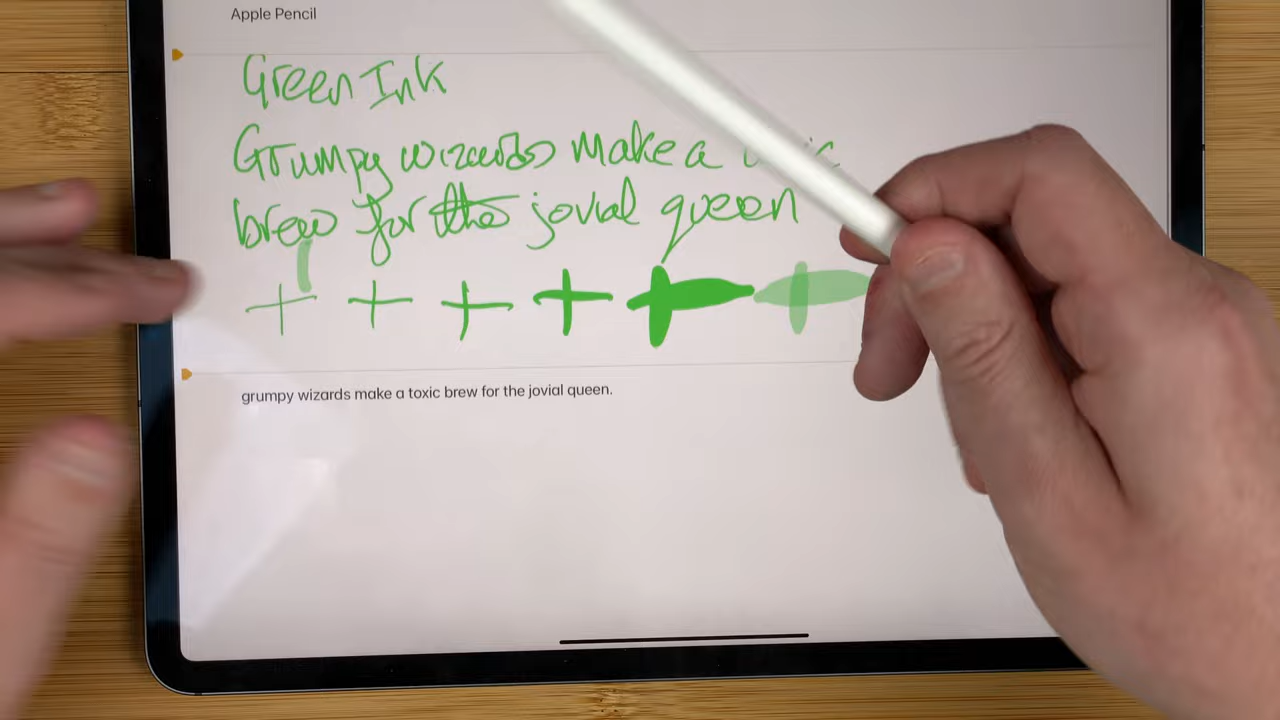 Apple Pencil
Green Ink
Grumpy wizards make a
brew for the jovial queen
grumpy wizards make a toxic brew for the jovial queen.